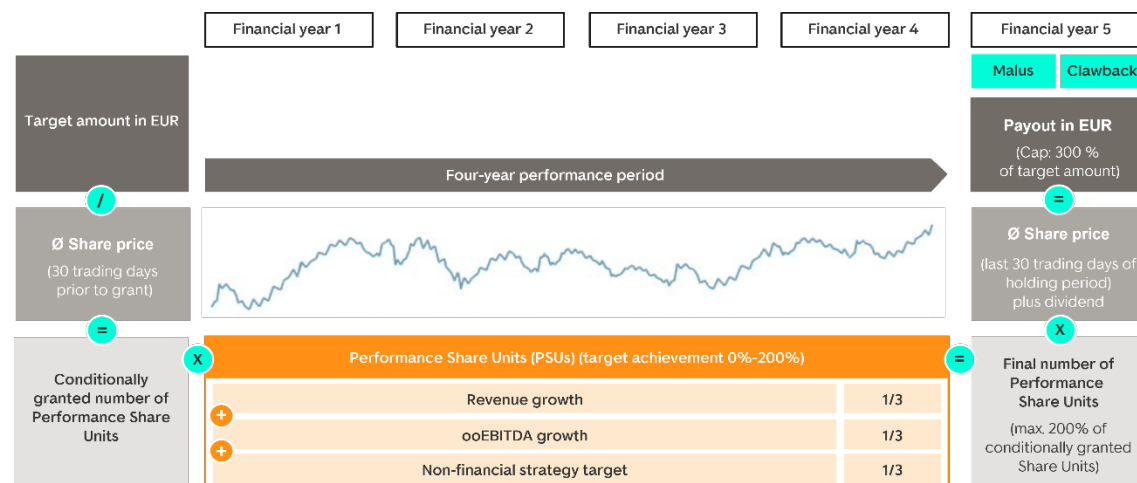 Financial year 1
Financial year 2
Financial year 3
Financial year 4
Financial year 5
Malus
Clawback
Target amount in EUR
Payout in EUR
(Cap: 300 %
of target amount)
Four-year performance period
/
=
Ø Share price
(30 trading days
prior to grant)
Ø Share price
(last 30 trading days of
holding period)
plus dividend
=
X
X
Performance Share Units (PSUs) (target achievement 0%-200%)
=
Conditionally
granted number of
Performance Share
Units
Revenue growth
1/3
+
ooEBITDA growth
1/3
+
Non-financial strategy target
1/3
Final number of
Performance
Share Units
(max. 200% of
conditionally granted
Share Units)